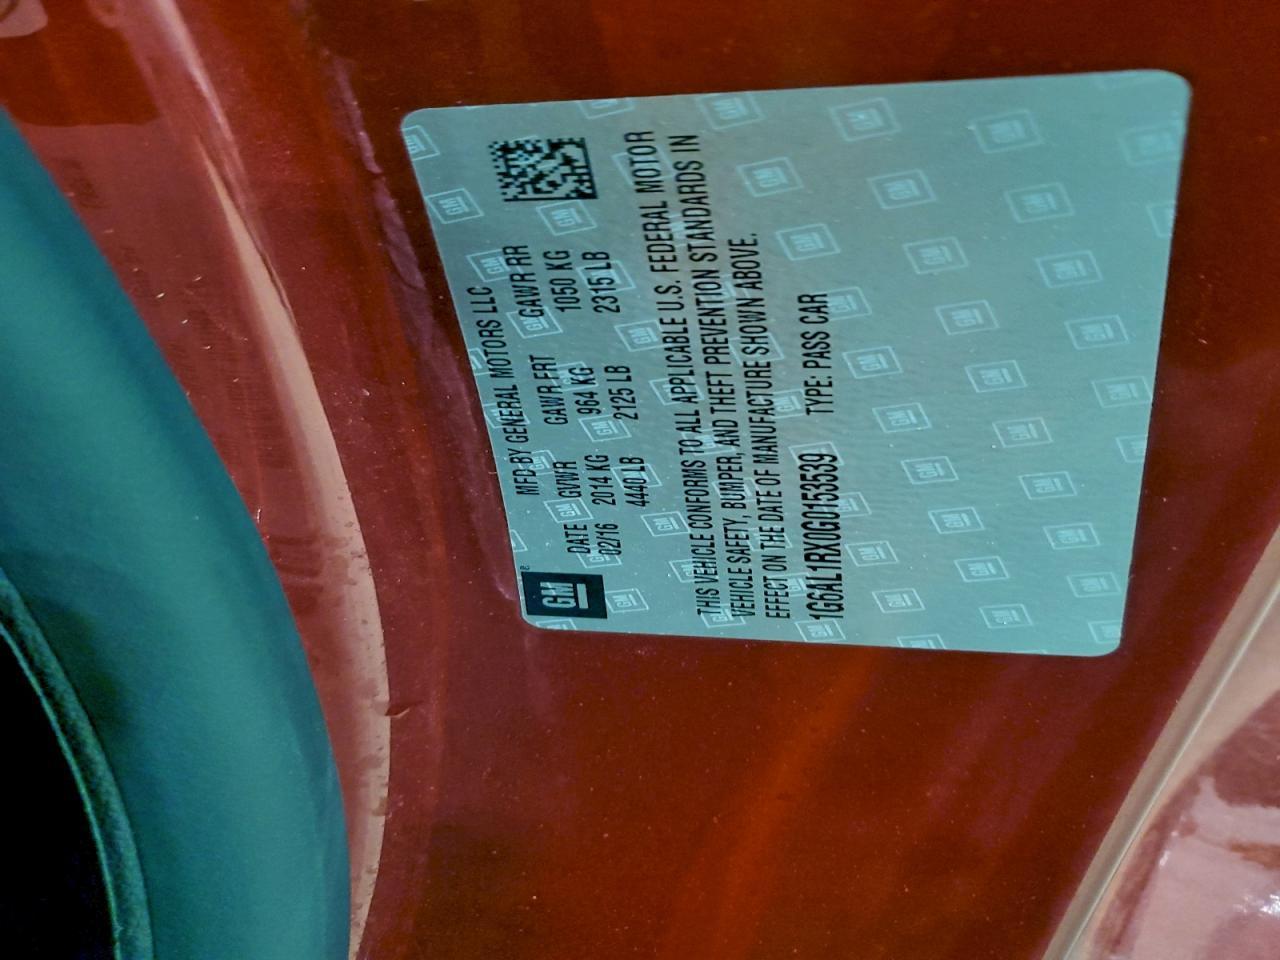 GM
MFD BY GENERAL MOTORS LLC
DATE GVWR GAWR FRT GAWR RR
02/16 2014 KG 964 KG 1050 KG
4440 LB 2125 LB 2315 LB
THIS VEHICLE CONFORMS TO ALL APPLICABLE U.S. FEDERAL MOTOR
VEHICLE SAFETY, BUMPER, AND THEFT PREVENTION STANDARDS IN
EFFECT ON THE DATE OF MANUFACTURE SHOWN ABOVE.
1G6AL1RX0G0153539 TYPE: PASS CAR